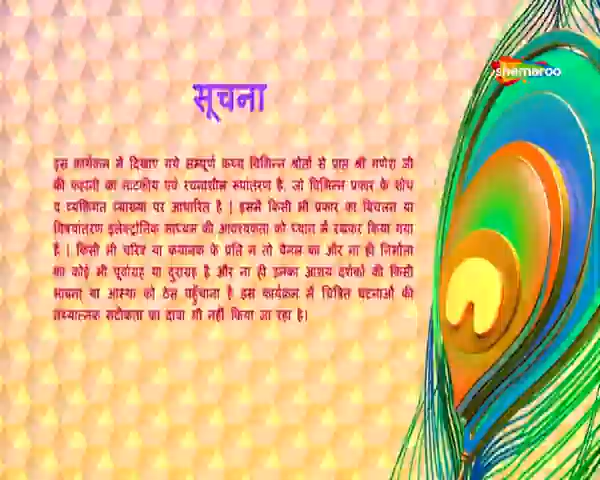 shemaroo
सूचना
इस कार्यक्रम में दिखाए गये सम्पूर्ण कथ्य विभिन्न श्रोतों से प्राप्त श्री गणेश जी
की कहानी का नाटकीय एवं रचनाशील रूपांतरण है, जो विभिन्न प्रकार के शोध
व व्यक्तिगत व्याख्या पर आधारित है | इसमें किसी भी प्रकार का विचलन या
विषयांतरण इलेक्ट्रॉनिक माध्यम की आवश्यकता को ध्यान में रखकर किया गया
है | किसी भी चरित्र या कथानक के प्रति न तो चैनल का और ना ही निर्माता
का कोई भी पूर्वाग्रह या दुराग्रह है और ना ही इनका आशय दर्शकों की किसी
भावना या आस्था को ठेस पहुँचाना है इस कार्यक्रम में चित्रित घटनाओं की
तथ्यात्मक सटीकता का दावा भी नहीं किया जा रहा है।